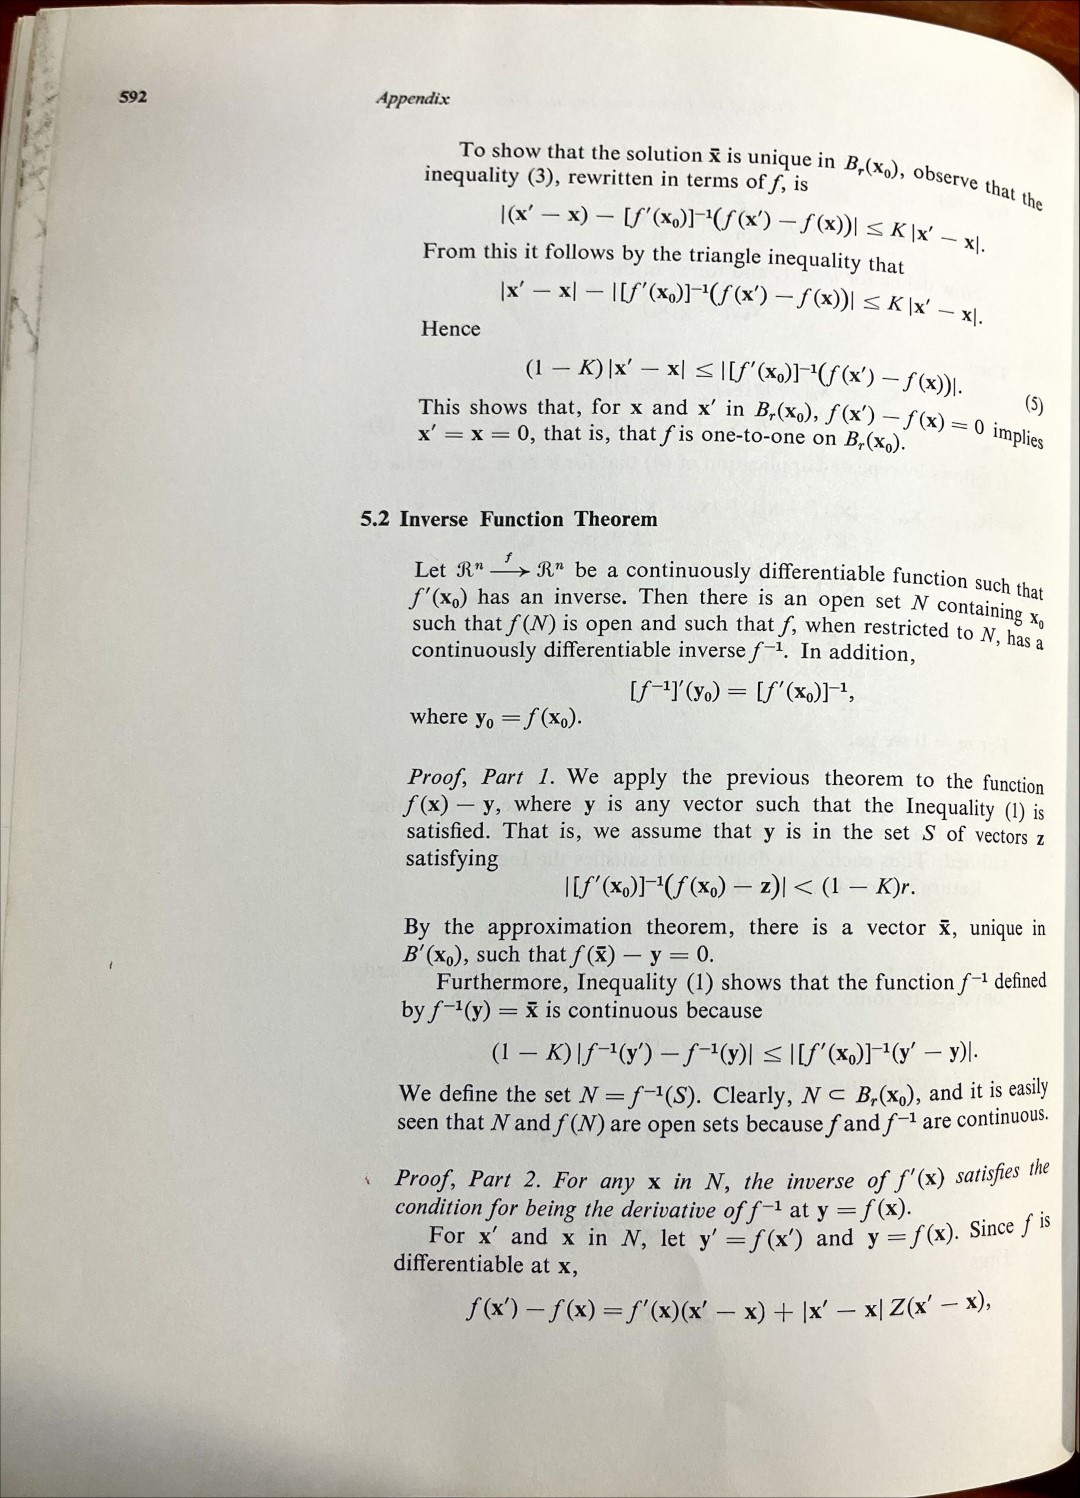 592
Appendix
To show that the solution x̄ is unique in Bᵣ(x₀), observe that the
inequality (3), rewritten in terms of f, is
|(x′ − x) − [f′(x₀)]⁻¹(f(x′) − f(x))| ≤ K|x′ − x|.
From this it follows by the triangle inequality that
|x′ − x| − |[f′(x₀)]⁻¹(f(x′) − f(x))| ≤ K|x′ − x|.
Hence
(1 − K)|x′ − x| ≤ |[f′(x₀)]⁻¹(f(x′) − f(x))|. (5)
This shows that, for x and x′ in Bᵣ(x₀), f(x′) − f(x) = 0 implies
x′ = x = 0, that is, that f is one-to-one on Bᵣ(x₀).
5.2 Inverse Function Theorem
Let ℛⁿ —f→ ℛⁿ be a continuously differentiable function such that
f′(x₀) has an inverse. Then there is an open set N containing x₀
such that f(N) is open and such that f, when restricted to N, has a
continuously differentiable inverse f⁻¹. In addition,
[f⁻¹]′(y₀) = [f′(x₀)]⁻¹,
where y₀ = f(x₀).
Proof, Part 1. We apply the previous theorem to the function
f(x) − y, where y is any vector such that the Inequality (1) is
satisfied. That is, we assume that y is in the set S of vectors z
satisfying
|[f′(x₀)]⁻¹(f(x₀) − z)| < (1 − K)r.
By the approximation theorem, there is a vector x̄, unique in
B′(x₀), such that f(x̄) − y = 0.
Furthermore, Inequality (1) shows that the function f⁻¹ defined
by f⁻¹(y) = x̄ is continuous because
(1 − K)|f⁻¹(y′) − f⁻¹(y)| ≤ |[f′(x₀)]⁻¹(y′ − y)|.
We define the set N = f⁻¹(S). Clearly, N ⊂ Bᵣ(x₀), and it is easily
seen that N and f(N) are open sets because f and f⁻¹ are continuous.
Proof, Part 2. For any x in N, the inverse of f′(x) satisfies the
condition for being the derivative of f⁻¹ at y = f(x).
For x′ and x in N, let y′ = f(x′) and y = f(x). Since f is
differentiable at x,
f(x′) − f(x) = f′(x)(x′ − x) + |x′ − x| Z(x′ − x),